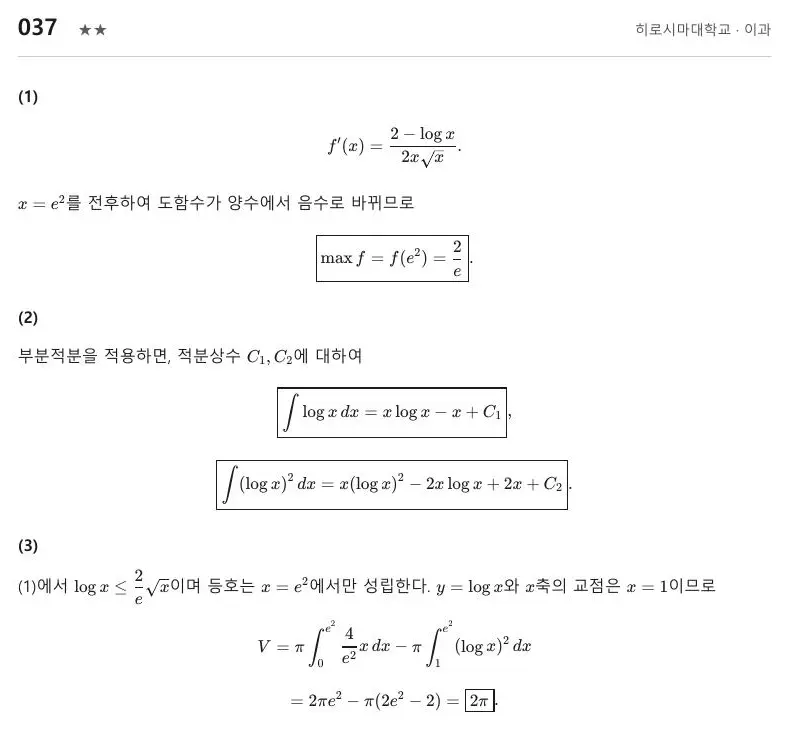 037 ★★ 히로시마대학교 · 이과
(1)
f′(x) = (2 − log x)/(2x√x).
x = e²를 전후하여 도함수가 양수에서 음수로 바뀌므로
max f = f(e²) = 2/e.
(2)
부분적분을 적용하면, 적분상수 C₁, C₂에 대하여
∫ log x dx = x log x − x + C₁,
∫ (log x)² dx = x(log x)² − 2x log x + 2x + C₂.
(3)
(1)에서 log x ≤ (2/e)√x이며 등호는 x = e²에서만 성립한다. y = log x와 x축의 교점은 x = 1이므로
V = π ∫₀^{e²} (4/e²) x dx − π ∫₁^{e²} (log x)² dx
= 2πe² − π(2e² − 2) = 2π.